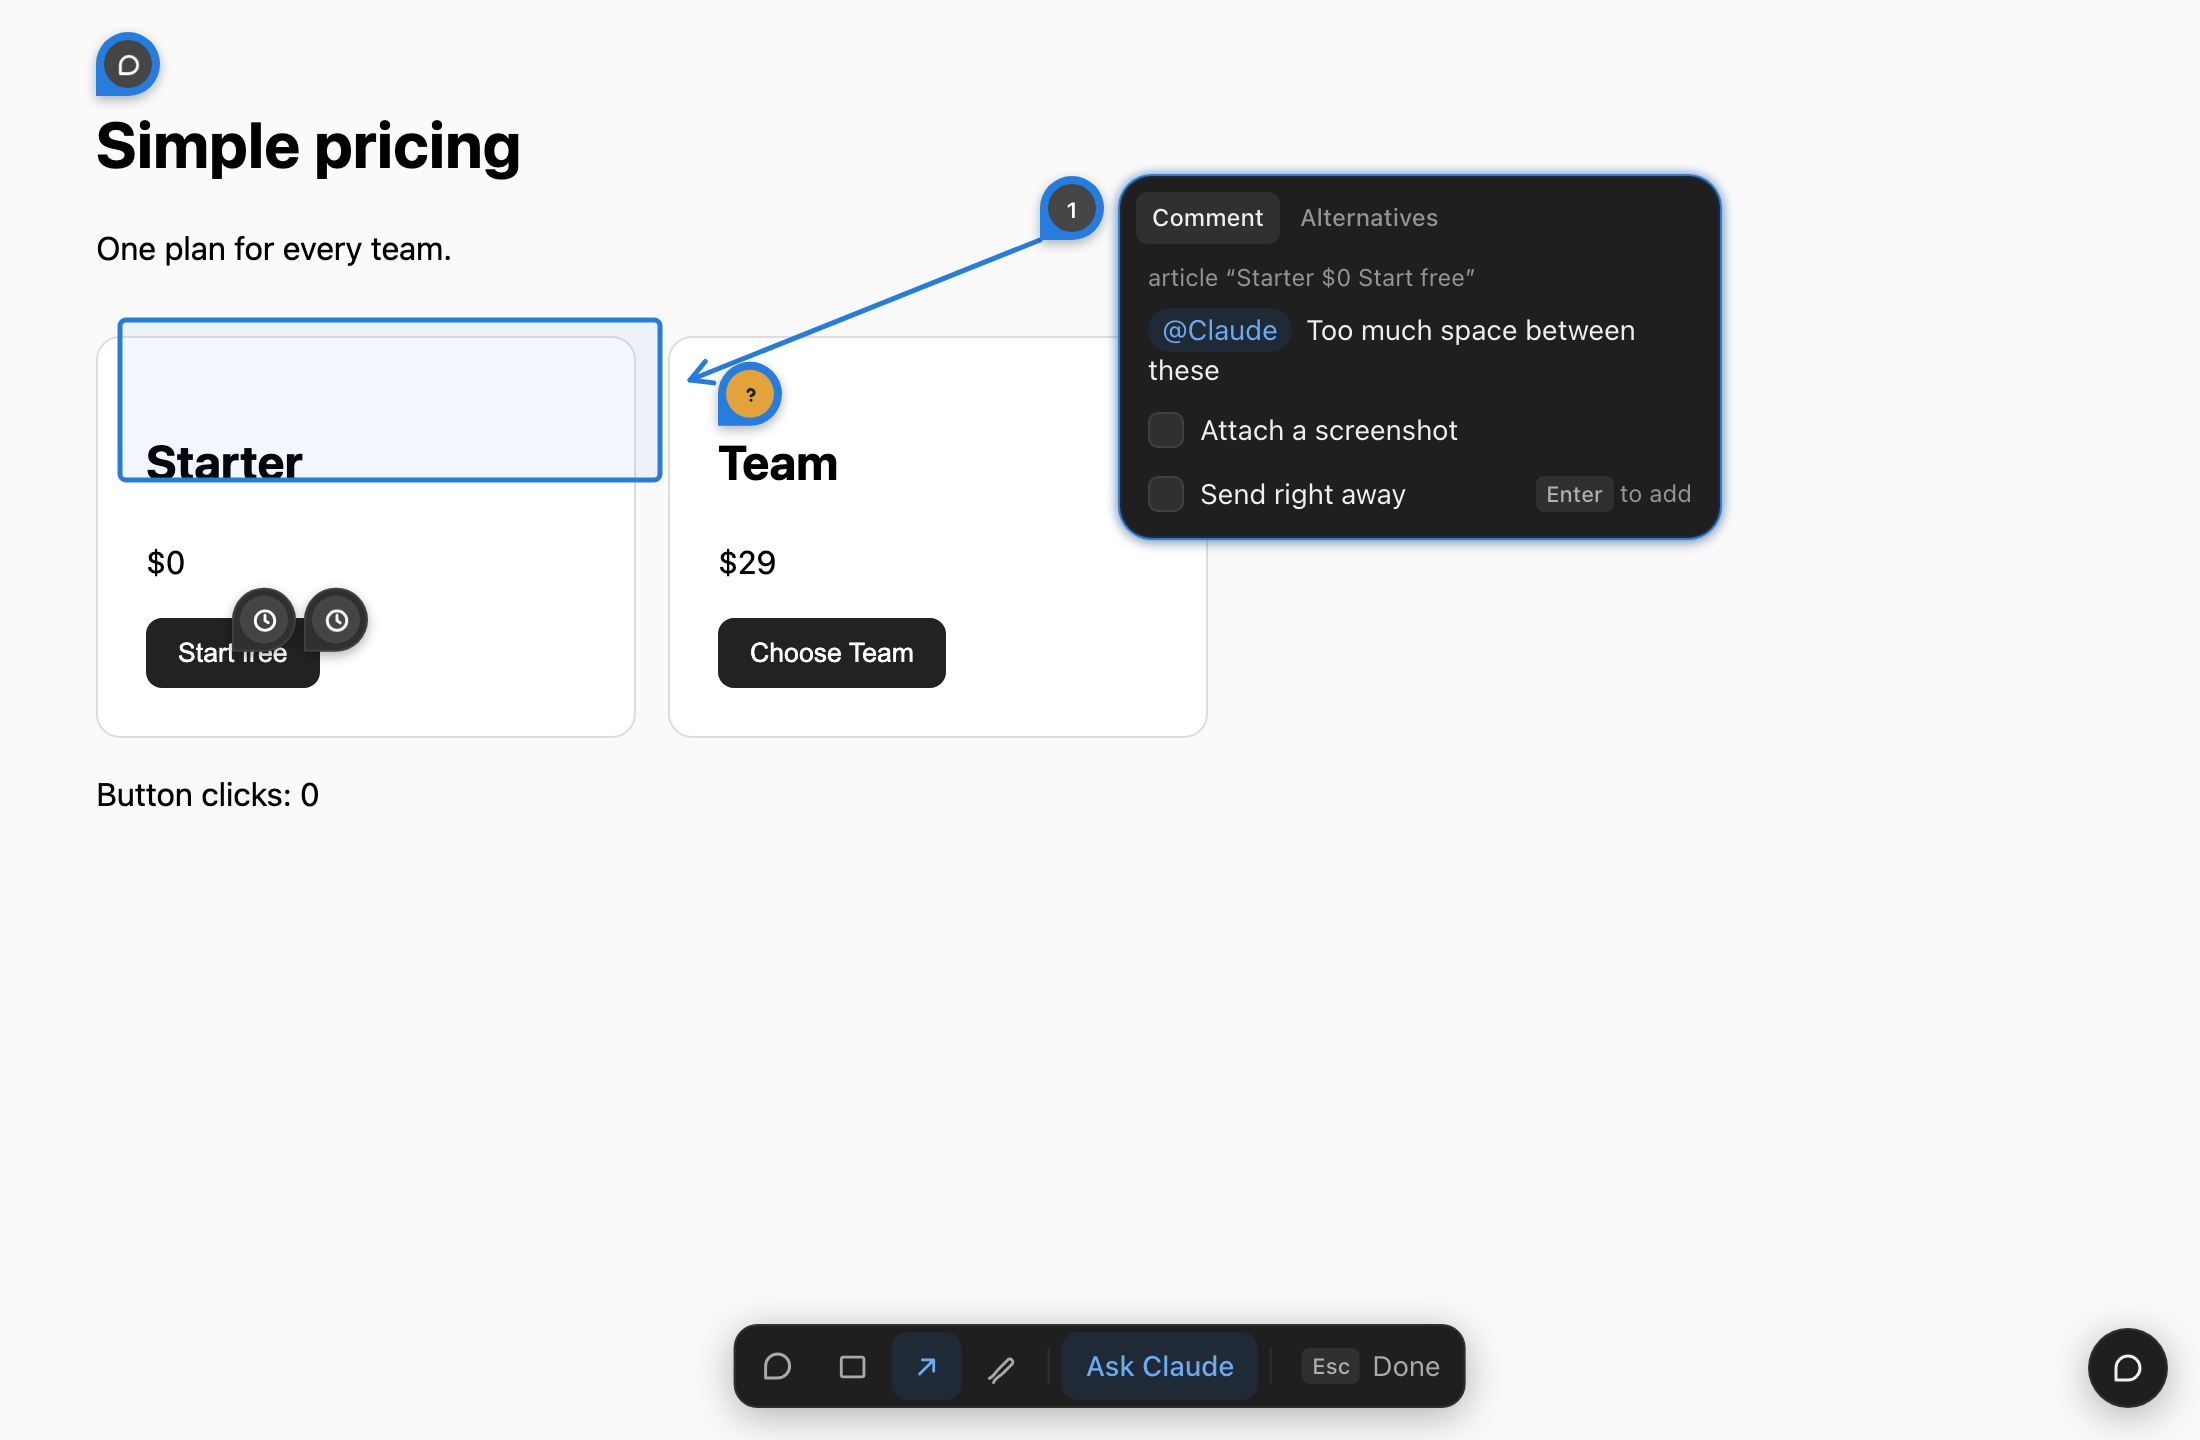 Simple pricing
One plan for every team.
1
Comment Alternatives
article “Starter $0 Start free”
@Claude Too much space between
these
Attach a screenshot
Send right away Enter to add
?
Starter
$0
Start free
Team
$29
Choose Team
Button clicks: 0
Ask Claude Esc Done